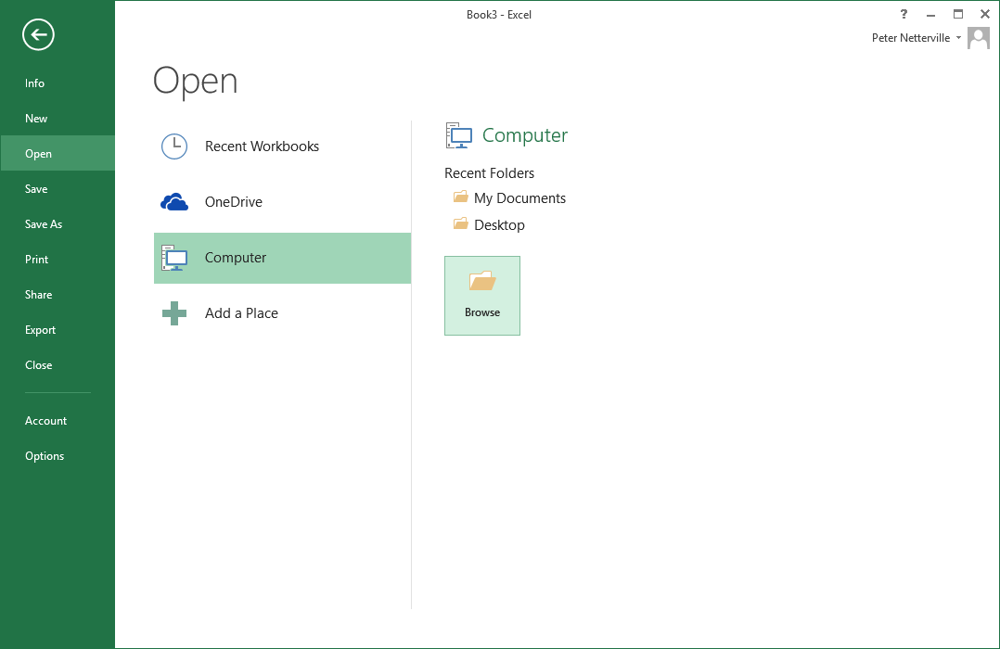 Book3 - Excel
?
Peter Netterville
Info
New
Open
Save
Save As
Print
Share
Export
Close
Account
Options
Open
Recent Workbooks
OneDrive
Computer
Add a Place
Computer
Recent Folders
My Documents
Desktop
Browse